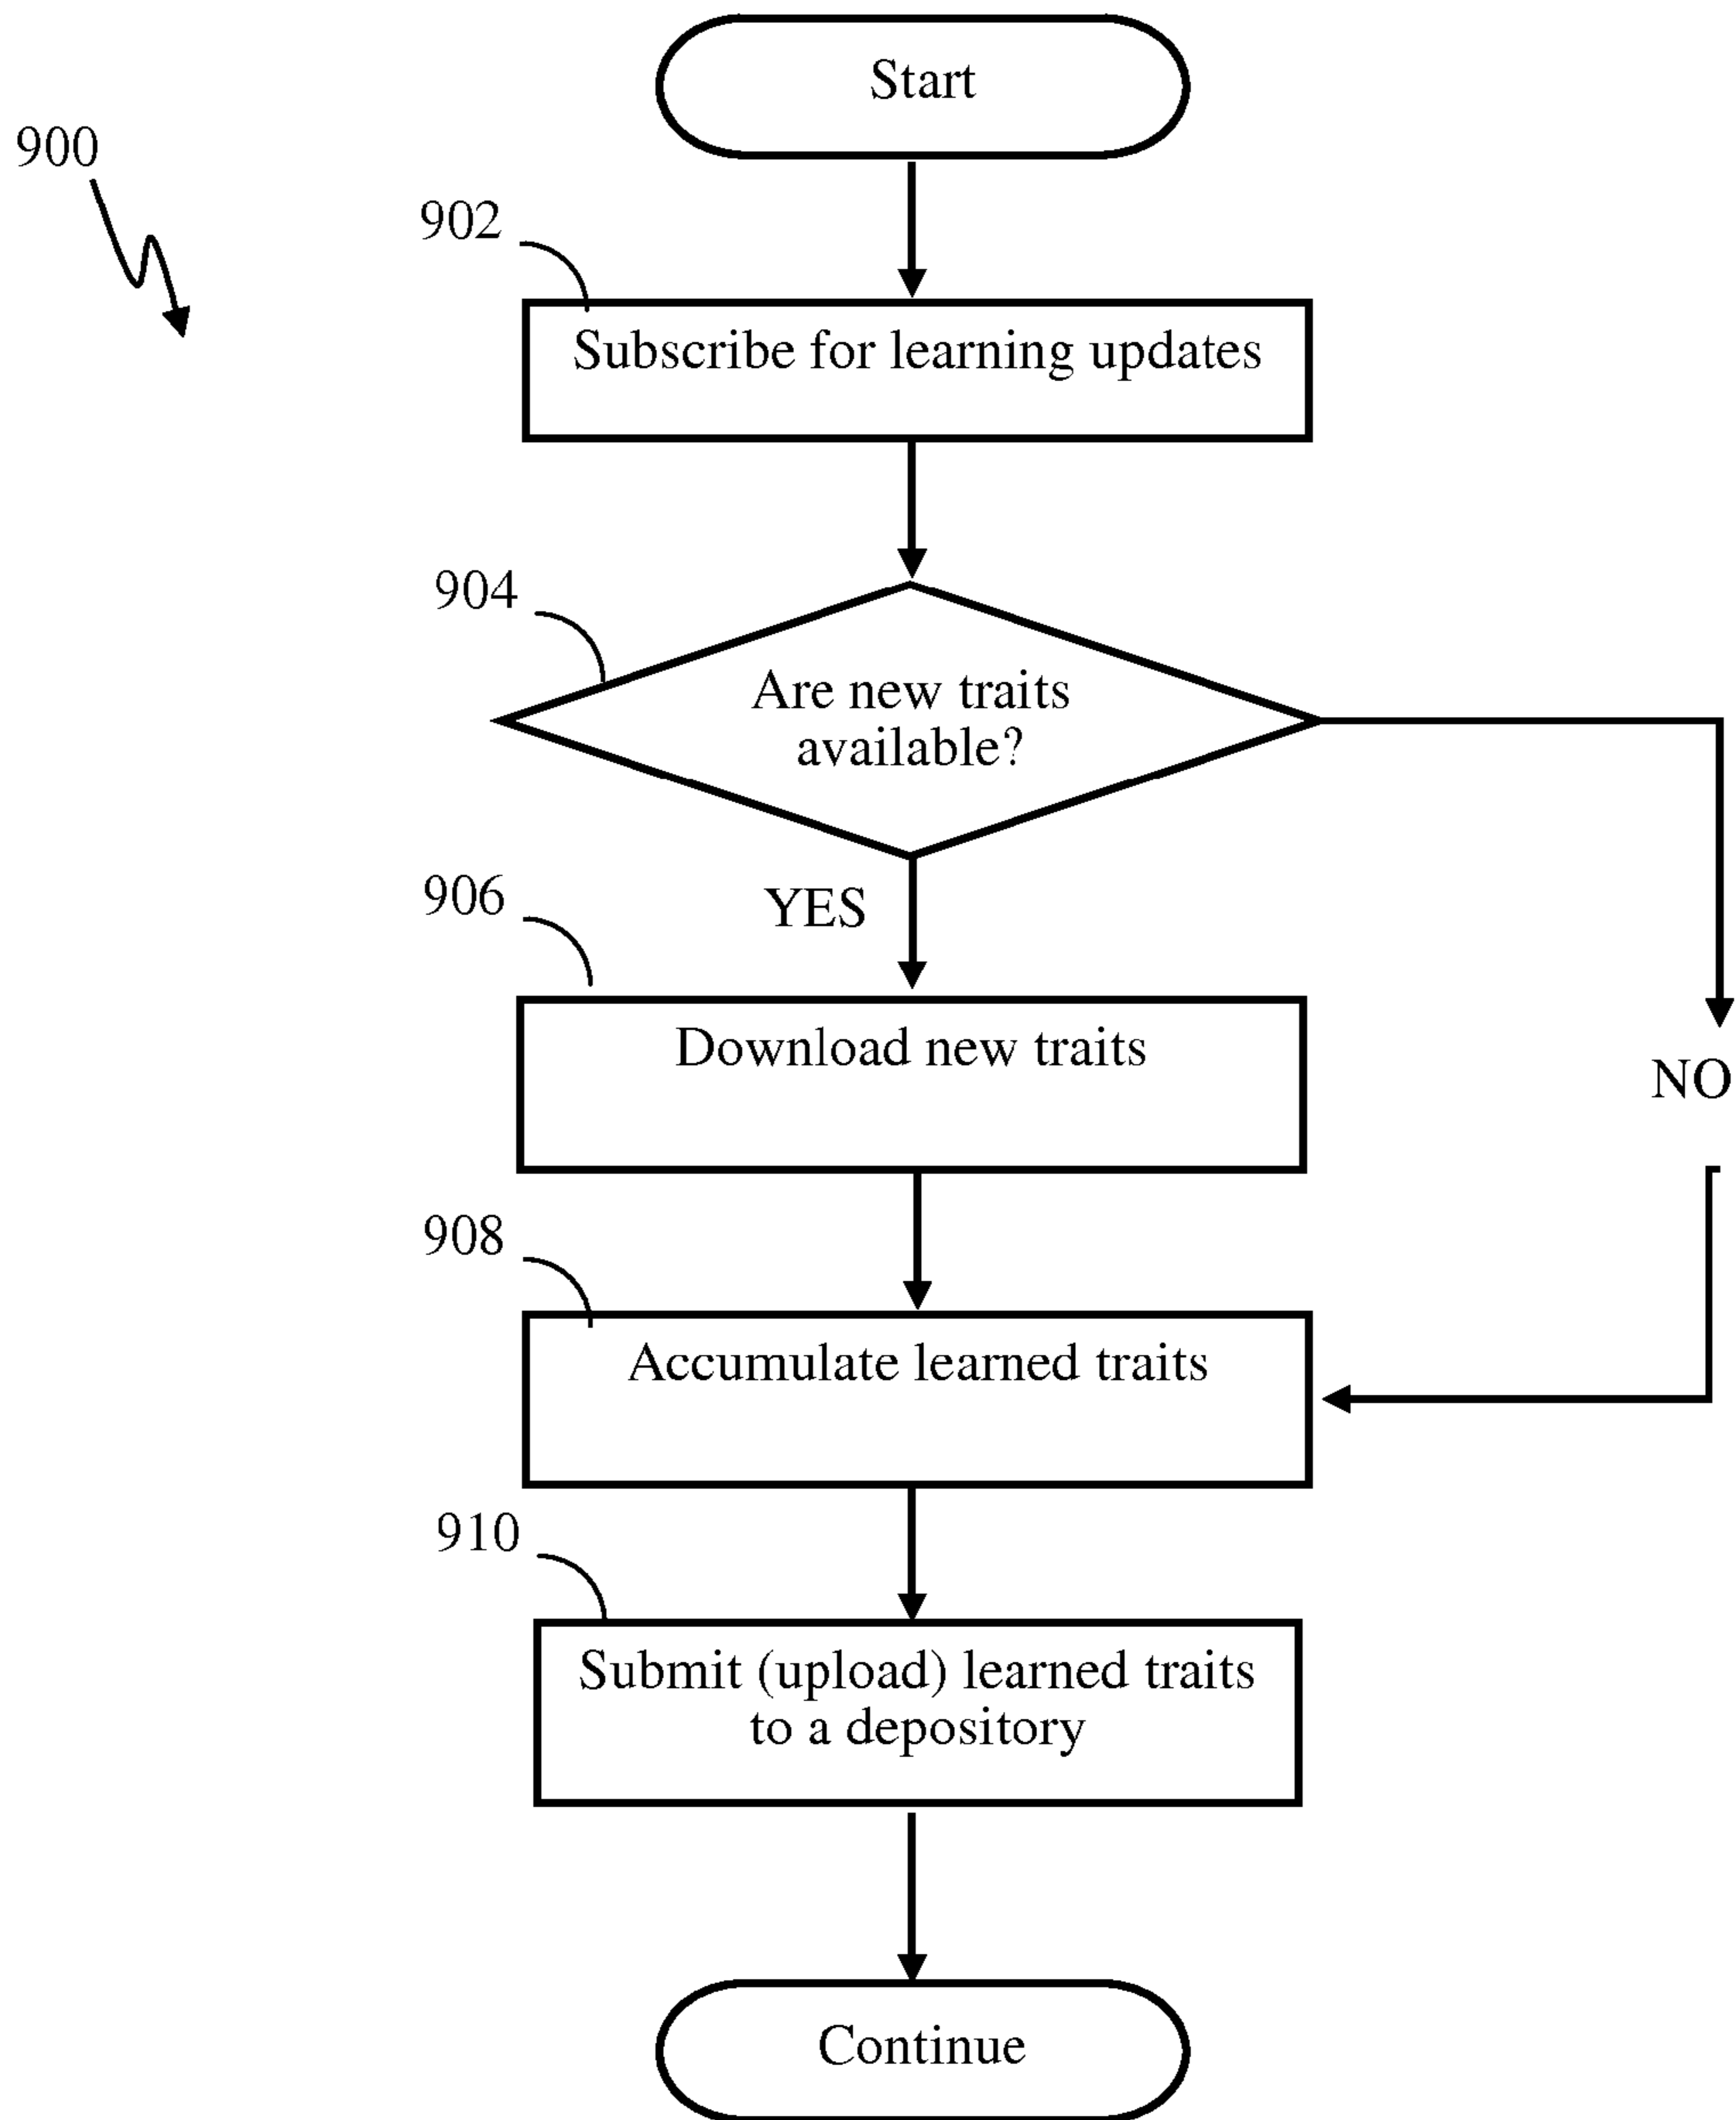 Start
900
902
Subscribe for learning updates
904
Are new traits
available?
906
YES
Download new traits
NO
908
Accumulate learned traits
910
Submit (upload) learned traits
to a depository
Continue